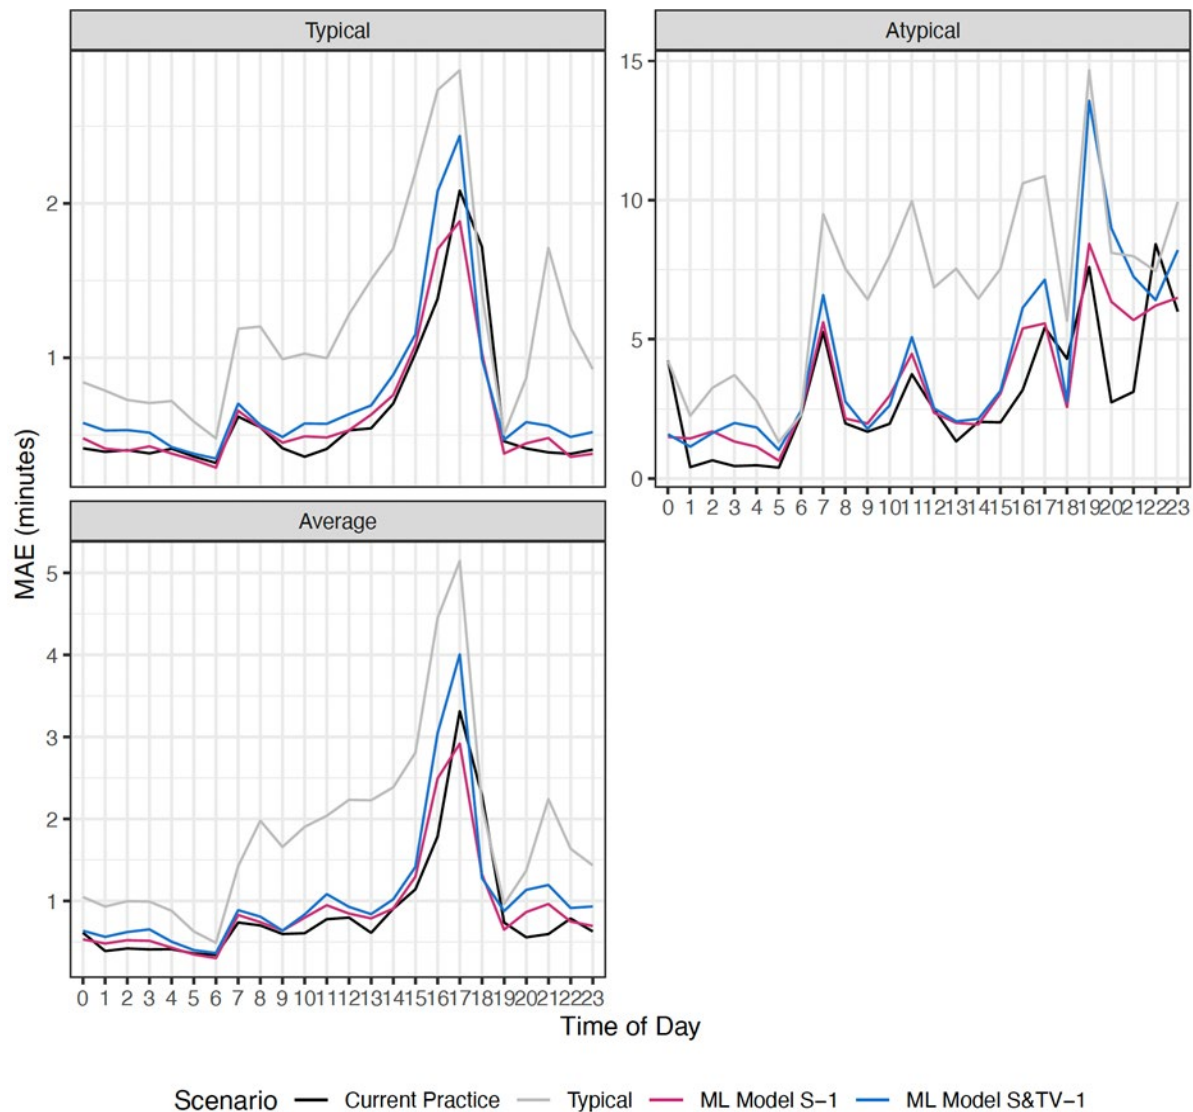 Typical
Atypical
2
1
15
10
5
0
0 1 2 3 4 5 6 7 8 9 10 11 12 13 14 15 16 17 18 19 20 21 22 23
Average
MAE (minutes)
5
4
3
2
1
0 1 2 3 4 5 6 7 8 9 10 11 12 13 14 15 16 17 18 19 20 21 22 23
Time of Day
Scenario Current Practice Typical ML Model S−1 ML Model S&TV−1